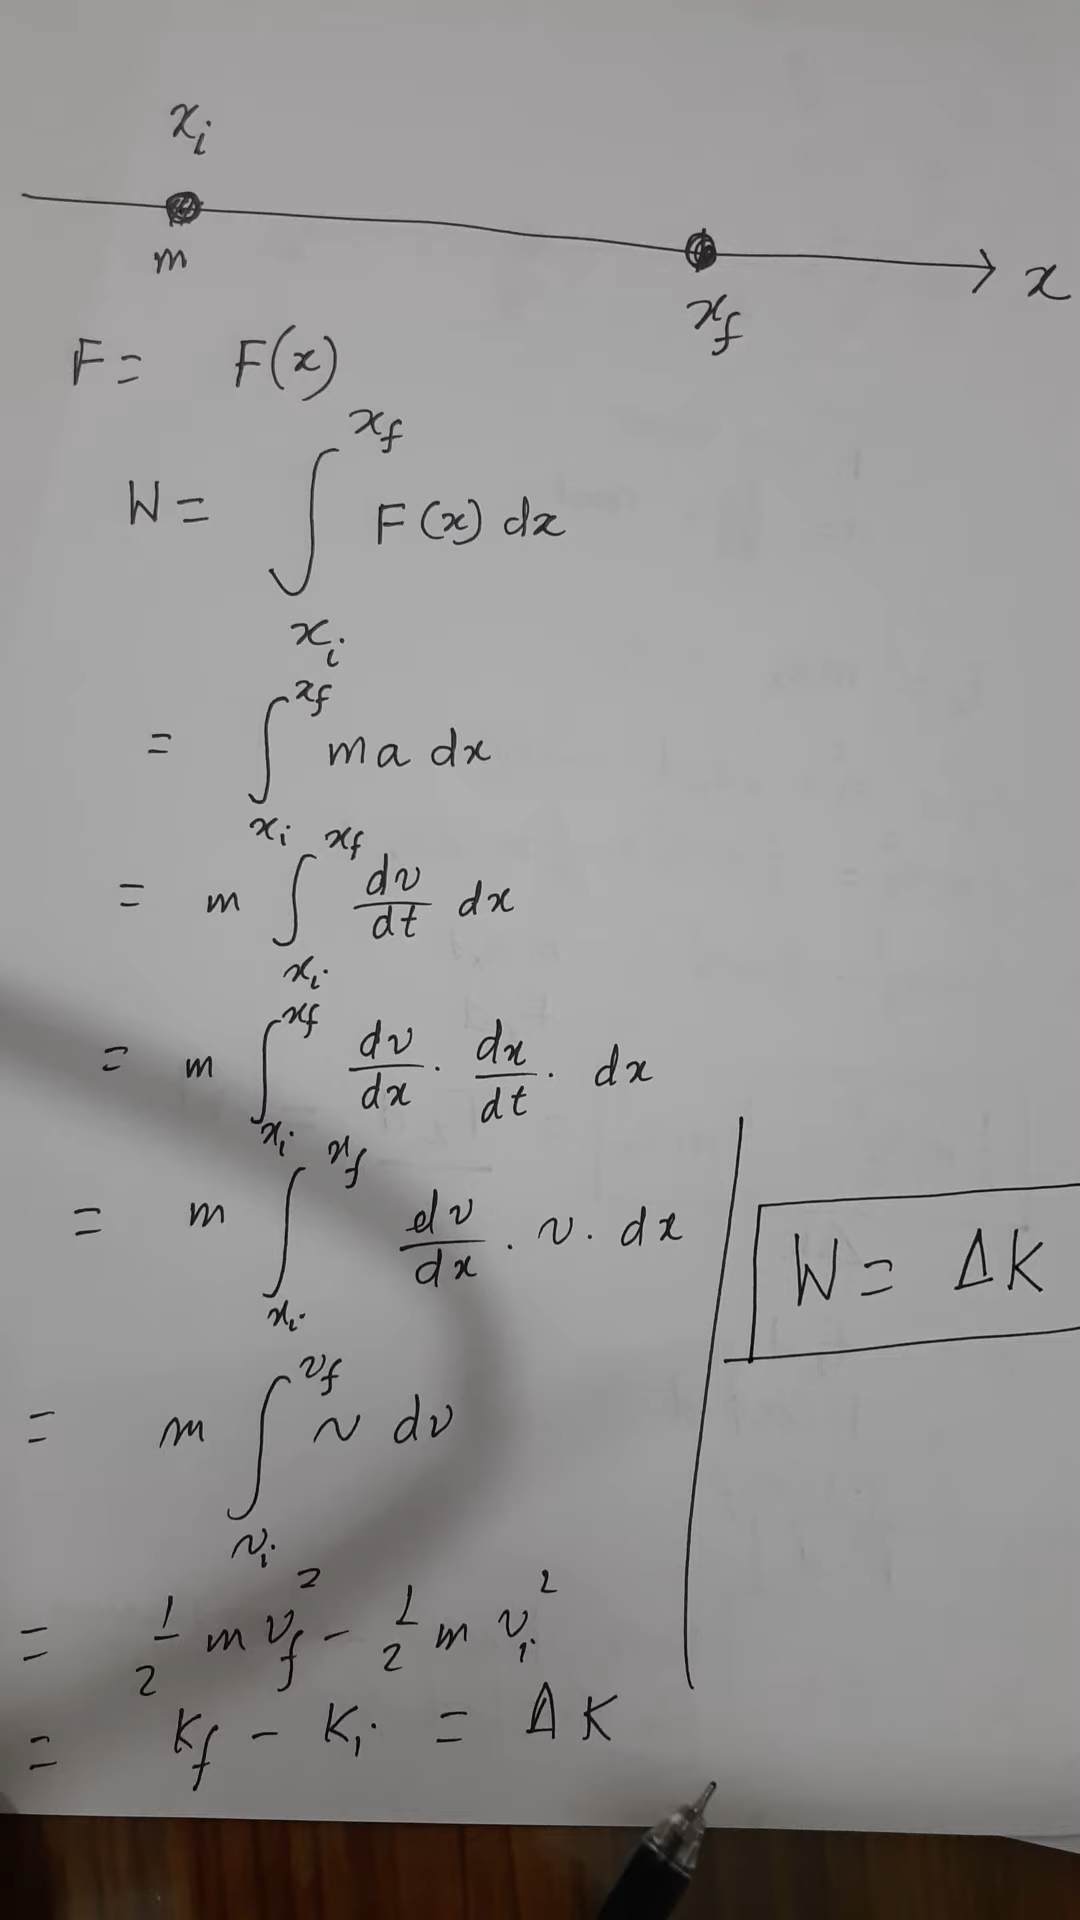 xᵢ
m
x_f
x
F = F(x)
W = ∫_{xᵢ}^{x_f} F(x) dx
= ∫_{xᵢ}^{x_f} ma dx
= m ∫_{xᵢ}^{x_f} dv/dt dx
= m ∫_{xᵢ}^{x_f} dv/dx · dx/dt · dx
= m ∫_{xᵢ}^{x_f} dv/dx · v · dx
= m ∫_{vᵢ}^{v_f} v dv
= 1/2 m v_f² - 1/2 m vᵢ²
= K_f - Kᵢ = ΔK
W = ΔK